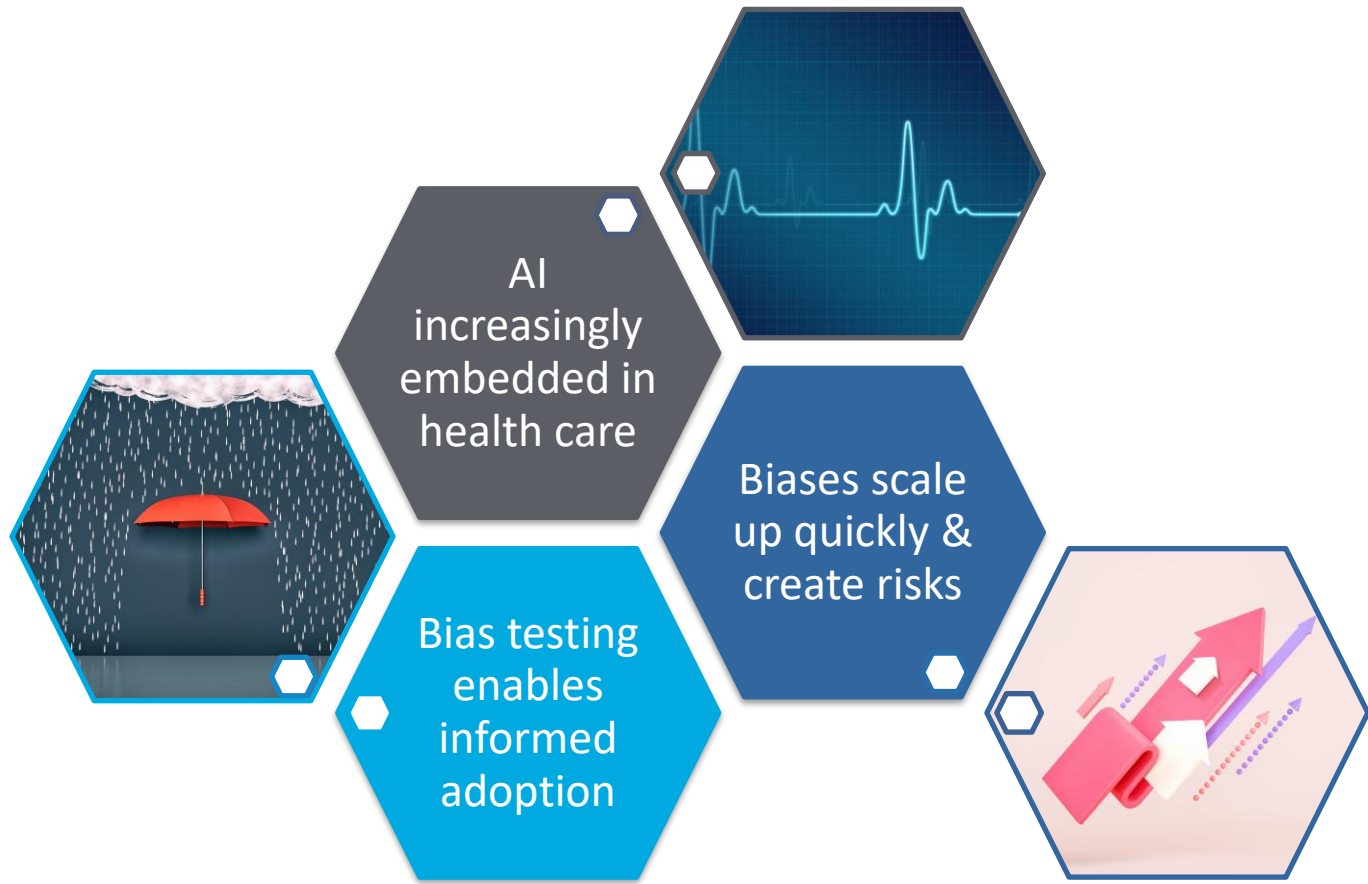 AI
increasingly
embedded in
health care
Biases scale
up quickly &
create risks
Bias testing
enables
informed
adoption